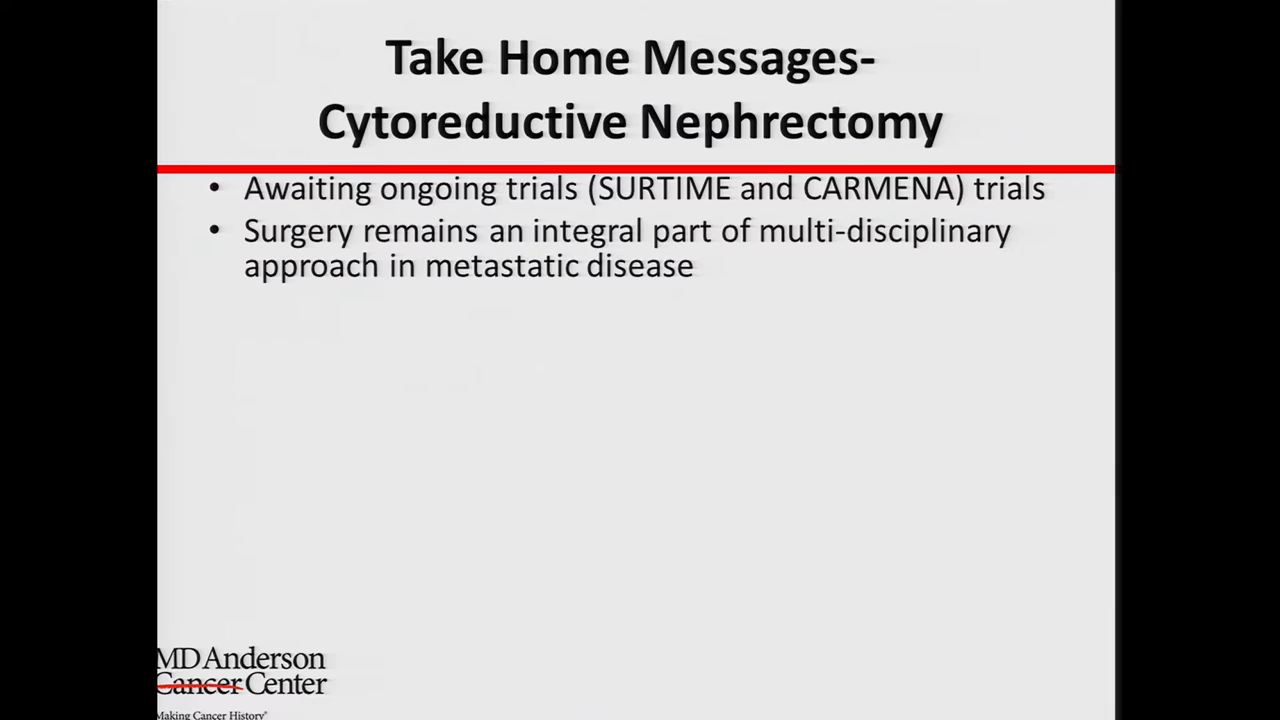 Take Home Messages-
Cytoreductive Nephrectomy
• Awaiting ongoing trials (SURTIME and CARMENA) trials
• Surgery remains an integral part of multi-disciplinary
approach in metastatic disease
MD Anderson
Cancer Center
Making Cancer History®